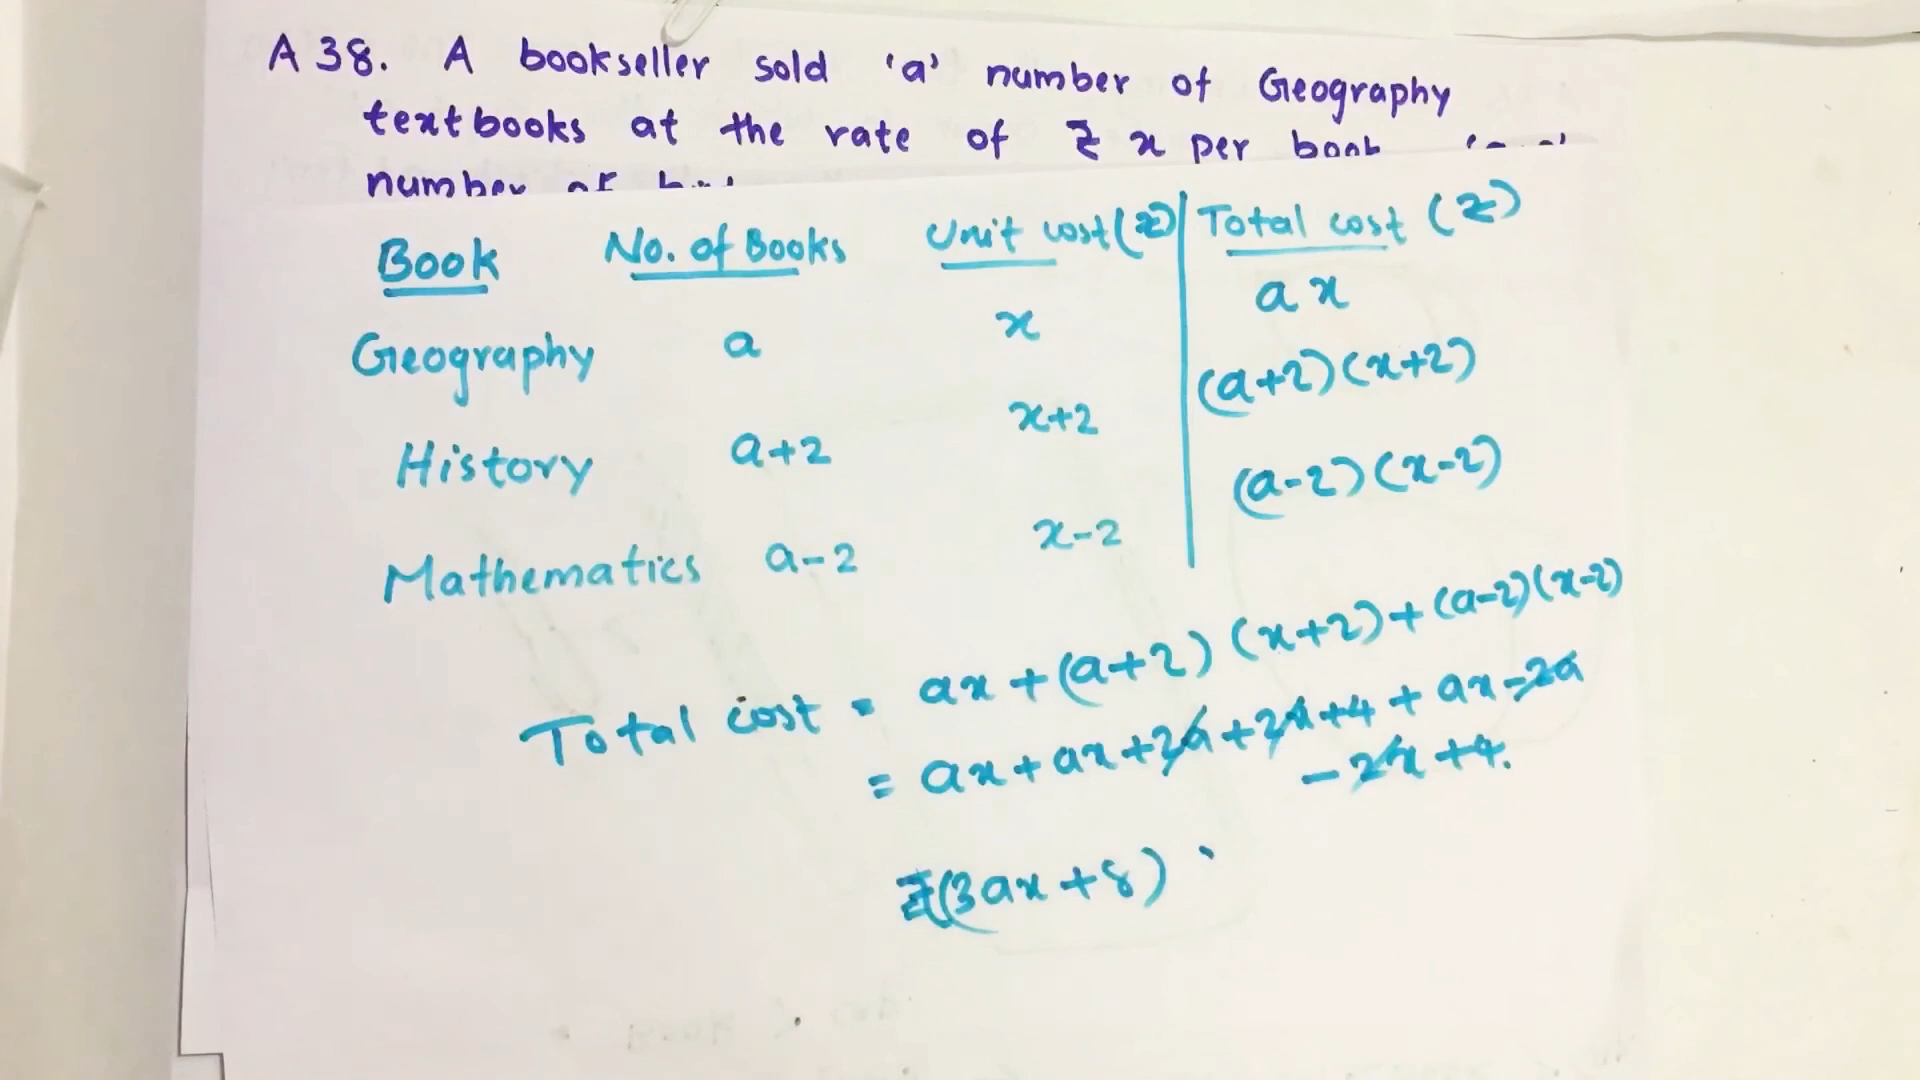 A 38. A bookseller sold 'a' number of Geography
textbooks at the rate of ₹ x per book
number of
Book No. of Books Unit cost (₹) Total cost (₹)
Geography a x ax
History a+2 x+2 (a+2)(x+2)
Mathematics a-2 x-2 (a-2)(x-2)
Total cost = ax + (a+2) (x+2) + (a-2)(x-2)
= ax + ax + 2a + 2x + 4 + ax - 2a
- 2x + 4.
₹(3ax + 8)